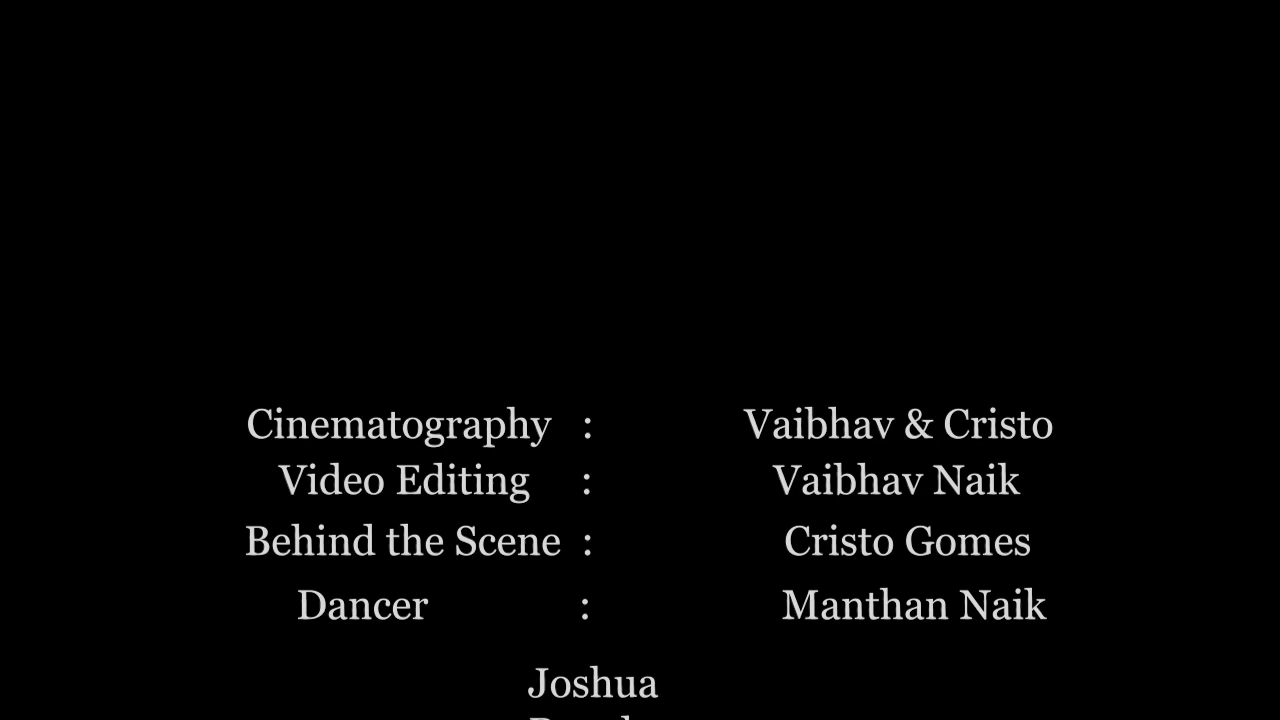 Cinematography : Vaibhav & Cristo
Video Editing : Vaibhav Naik
Behind the Scene : Cristo Gomes
Dancer : Manthan Naik
Joshua